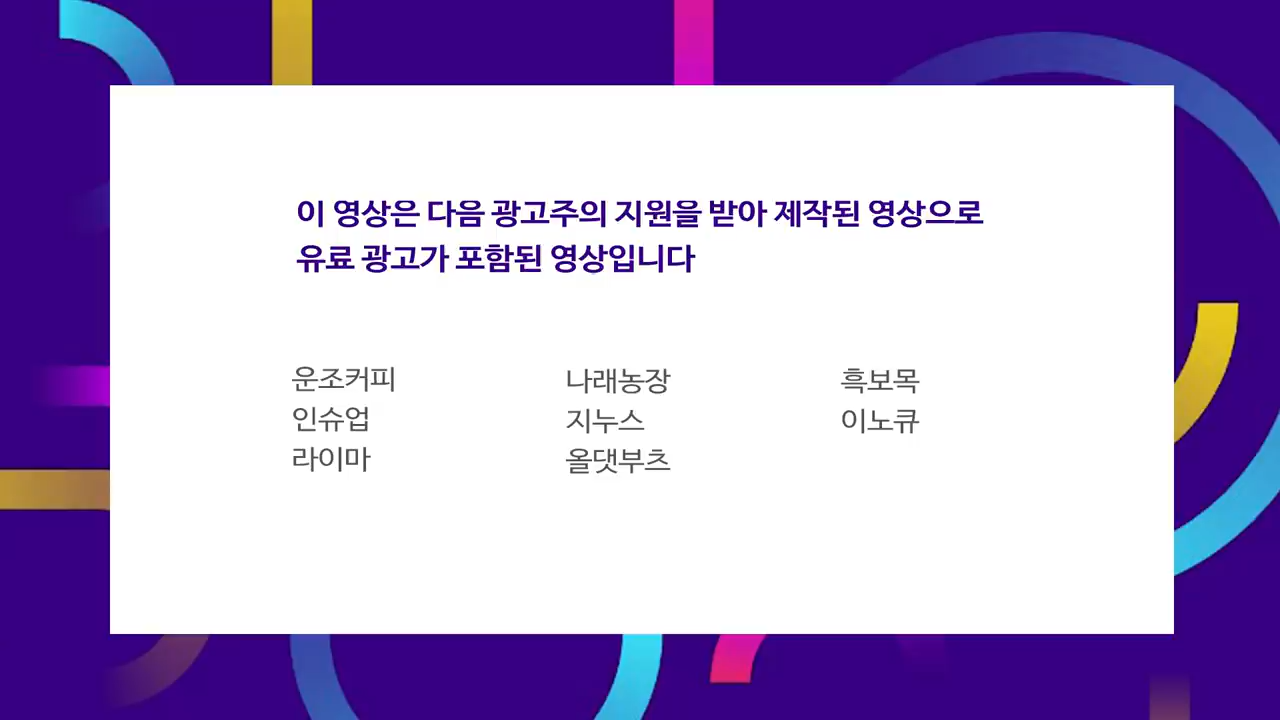 이 영상은 다음 광고주의 지원을 받아 제작된 영상으로
유료 광고가 포함된 영상입니다
운조커피
인슈업
라이마
나래농장
지누스
올댓부츠
흑보목
이노큐